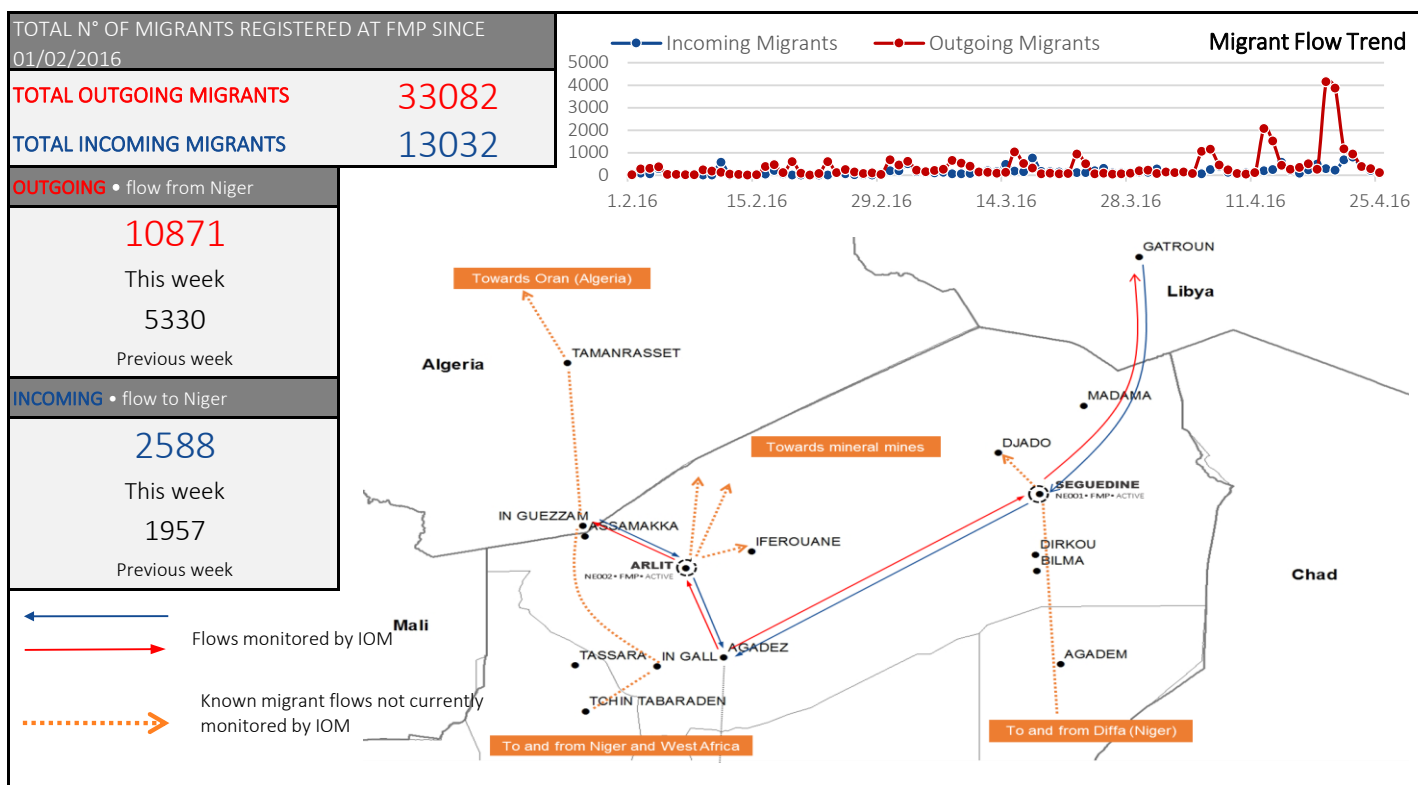 TOTAL N° OF MIGRANTS REGISTERED AT FMP SINCE
01/02/2016
TOTAL OUTGOING MIGRANTS 33082
TOTAL INCOMING MIGRANTS 13032
OUTGOING • flow from Niger
10871
This week
5330
Previous week
INCOMING • flow to Niger
2588
This week
1957
Previous week
Flows monitored by IOM
Known migrant flows not currently
monitored by IOM
Incoming Migrants Outgoing Migrants Migrant Flow Trend
5000
4000
3000
2000
1000
0
1.2.16 15.2.16 29.2.16 14.3.16 28.3.16 11.4.16 25.4.16
GATROUN
Towards Oran (Algeria)
Libya
TAMANRASSET
Algeria
MADAMA
Towards mineral mines
DJADO
SEGUEDINE
NE001 • FMP • ACTIVE
IN GUEZZAM
ASSAMAKKA
IFEROUANE
DIRKOU
BILMA
ARLIT
NE002 • FMP • ACTIVE
Chad
Mali
AGADEZ
TASSARA IN GALL
AGADEM
TCHIN TABARADEN
To and from Diffa (Niger)
To and from Niger and West Africa